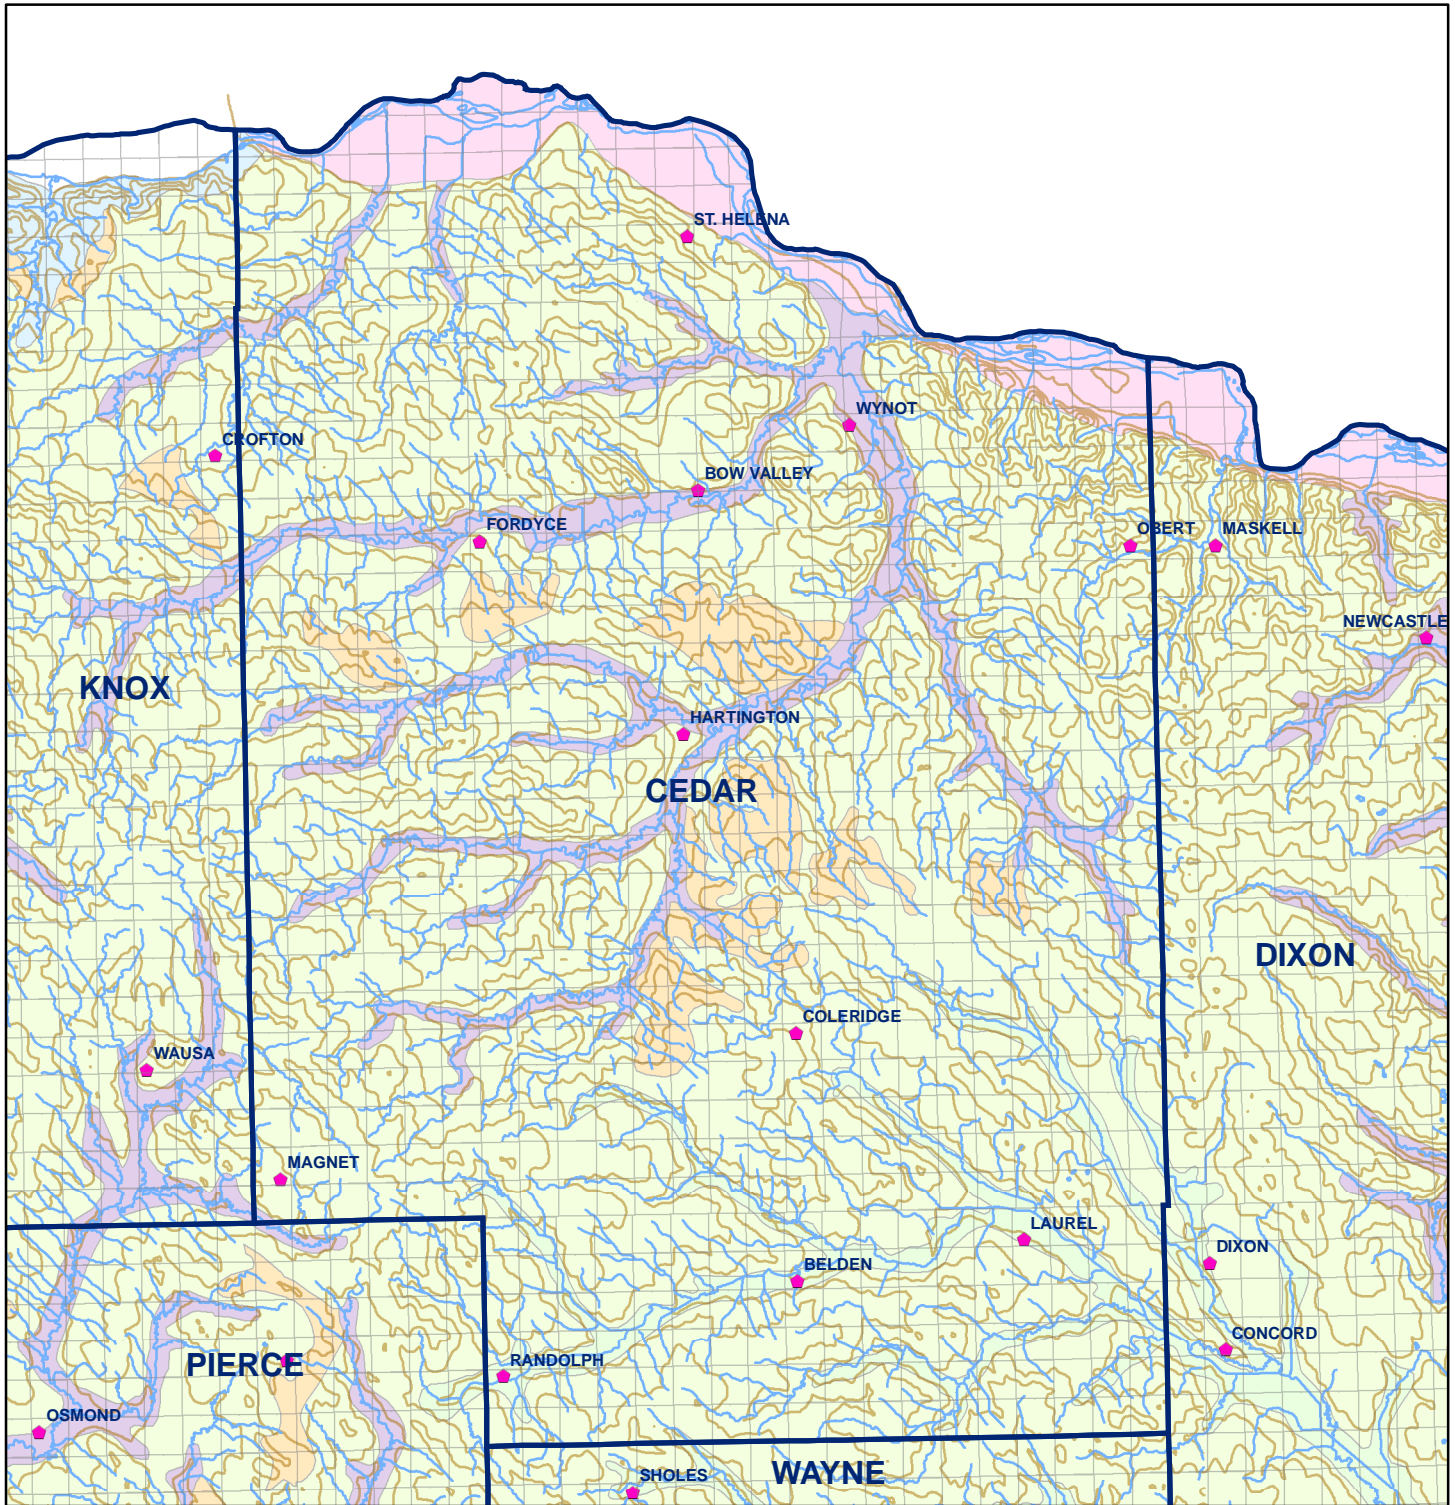 ST. HELENA
WYNOT
CROFTON
BOW VALLEY
FORDYCE
OBERT
MASKELL
NEWCASTLE
KNOX
HARTINGTON
CEDAR
DIXON
COLERIDGE
WAUSA
MAGNET
LAUREL
DIXON
BELDEN
CONCORD
RANDOLPH
PIERCE
OSMOND
WAYNE
SHOLES